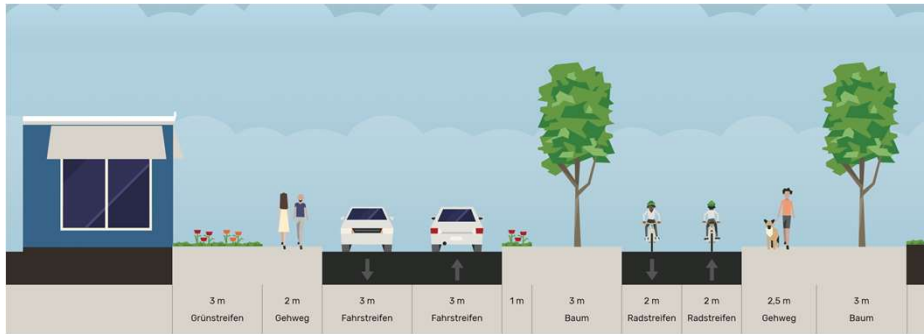 3 m
Grünstreifen
2 m
Gehweg
3 m
Fahrstreifen
3 m
Fahrstreifen
1 m
3 m
Baum
2 m
Radstreifen
2 m
Radstreifen
2,5 m
Gehweg
3 m
Baum